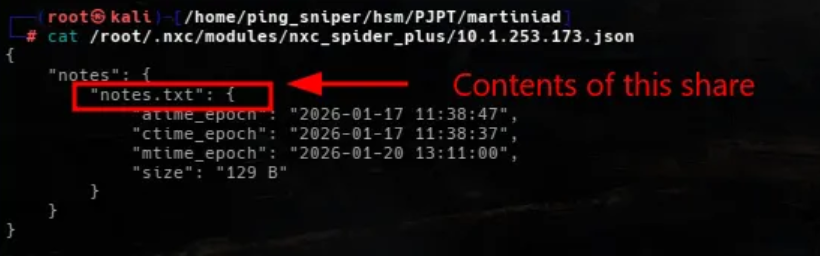 (root㉿kali)-[/home/ping_sniper/hsm/PJPT/martiniad]
# cat /root/.nxc/modules/nxc_spider_plus/10.1.253.173.json
{
"notes": {
"notes.txt": {
Contents of this share
"atime_epoch": "2026-01-17 11:38:47",
"ctime_epoch": "2026-01-17 11:38:37",
"mtime_epoch": "2026-01-20 13:11:00",
"size": "129 B"
}
}
}